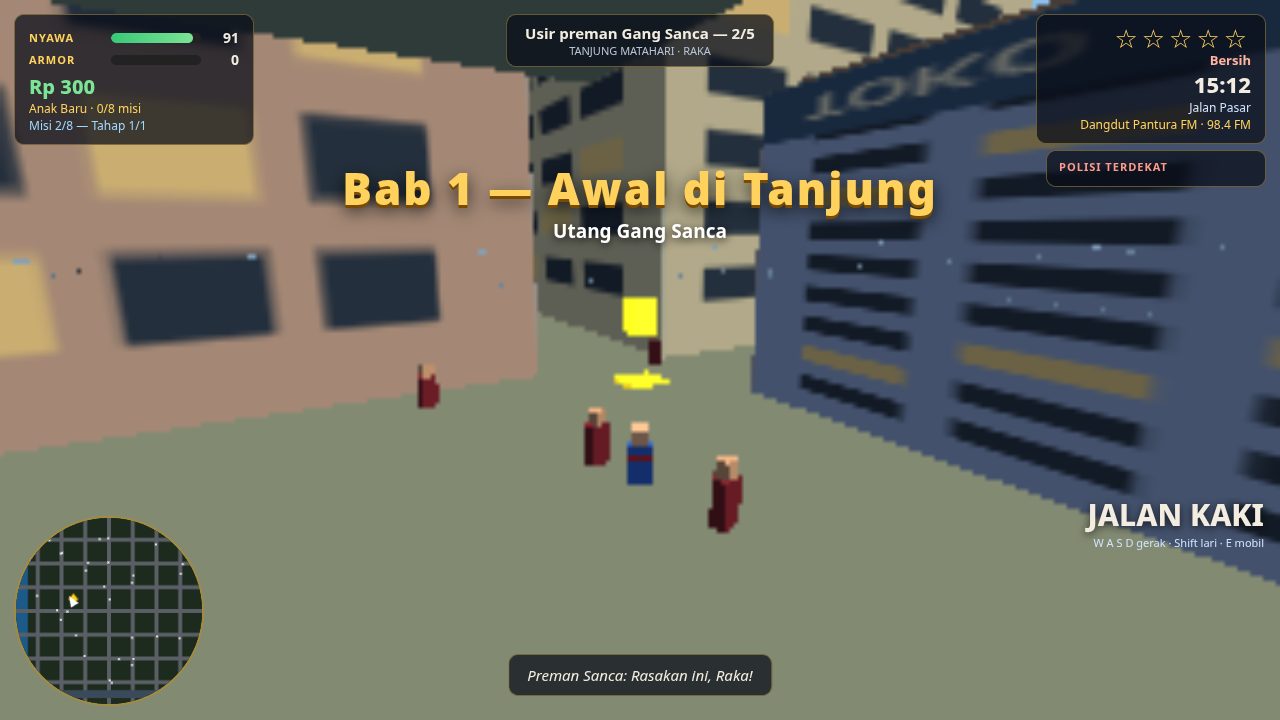 NYAWA 91
ARMOR 0
Rp 300
Anak Baru · 0/8 misi
Misi 2/8 — Tahap 1/1
Usir preman Gang Sanca — 2/5
TANJUNG MATAHARI · RAKA
☆☆☆☆☆
Bersih
15:12
Jalan Pasar
Dangdut Pantura FM · 98.4 FM
POLISI TERDEKAT
TOKO
Bab 1 — Awal di Tanjung
Utang Gang Sanca
JALAN KAKI
W A S D gerak · Shift lari · E mobil
Preman Sanca: Rasakan ini, Raka!